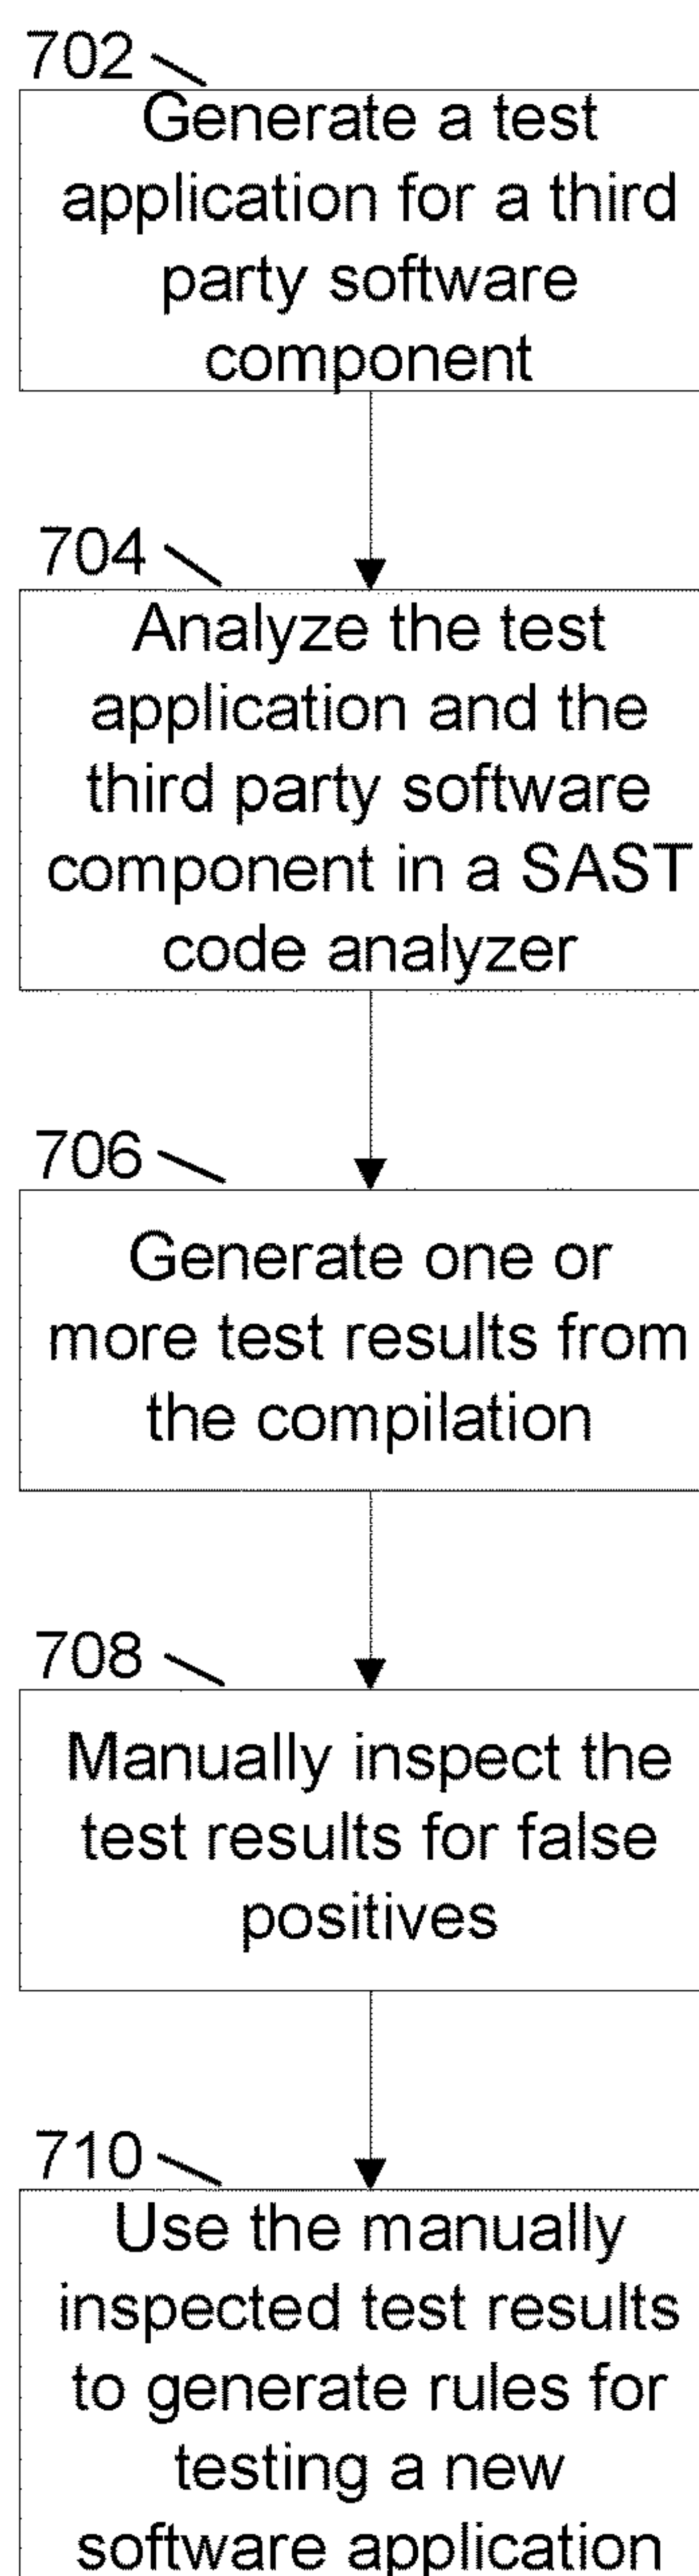 702
Generate a test
application for a third
party software
component
704
Analyze the test
application and the
third party software
component in a SAST
code analyzer
706
Generate one or
more test results from
the compilation
708
Manually inspect the
test results for false
positives
710
Use the manually
inspected test results
to generate rules for
testing a new
software application